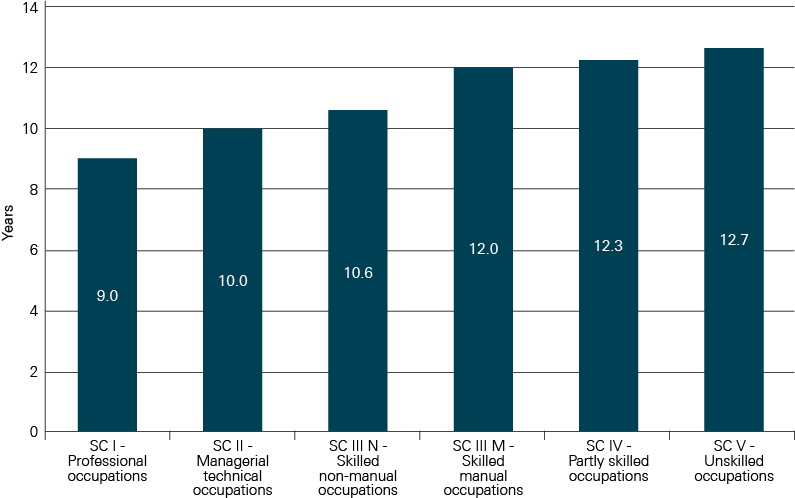 14
12
10
8
6
4
2
0
Years
9.0
10.0
10.6
12.0
12.3
12.7
SC I -
Professional
occupations
SC II -
Managerial
technical
occupations
SC III N -
Skilled
non-manual
occupations
SC III M -
Skilled
manual
occupations
SC IV -
Partly skilled
occupations
SC V -
Unskilled
occupations